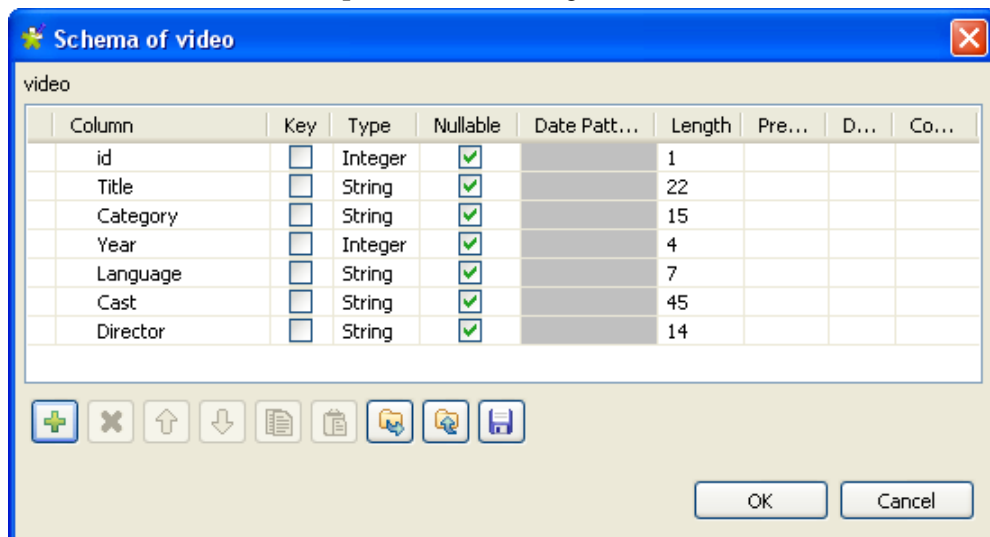 Schema of video
video
Column Key Type Nullable Date Patt... Length Pre... D... Co...
id Integer 1
Title String 22
Category String 15
Year Integer 4
Language String 7
Cast String 45
Director String 14
OK Cancel